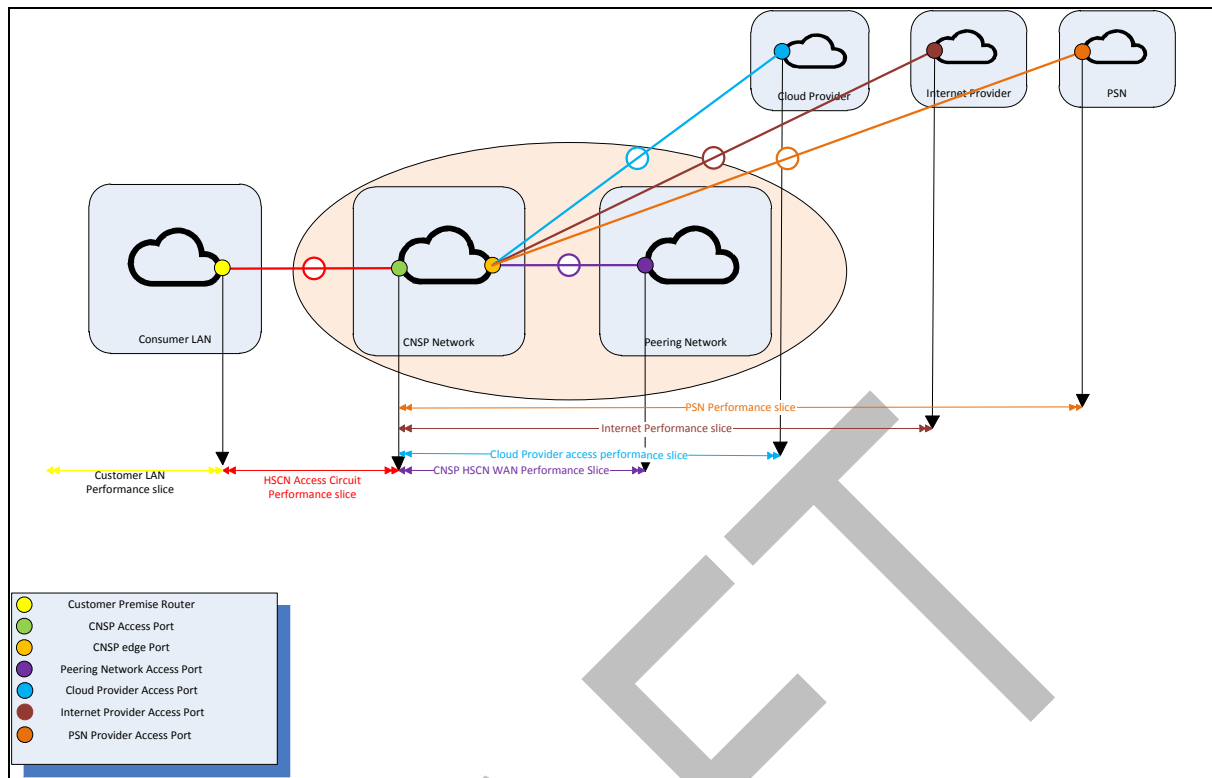 Cloud Provider
Internet Provider
PSN
Consumer LAN
CNSP Network
Peering Network
PSN Performance slice
Internet Performance slice
Cloud Provider access performance slice
Customer LAN
Performance slice
HSCN Access Circuit
Performance slice
CNSP HSCN WAN Performance Slice
Customer Premise Router
CNSP Access Port
CNSP edge Port
Peering Network Access Port
Cloud Provider Access Port
Internet Provider Access Port
PSN Provider Access Port